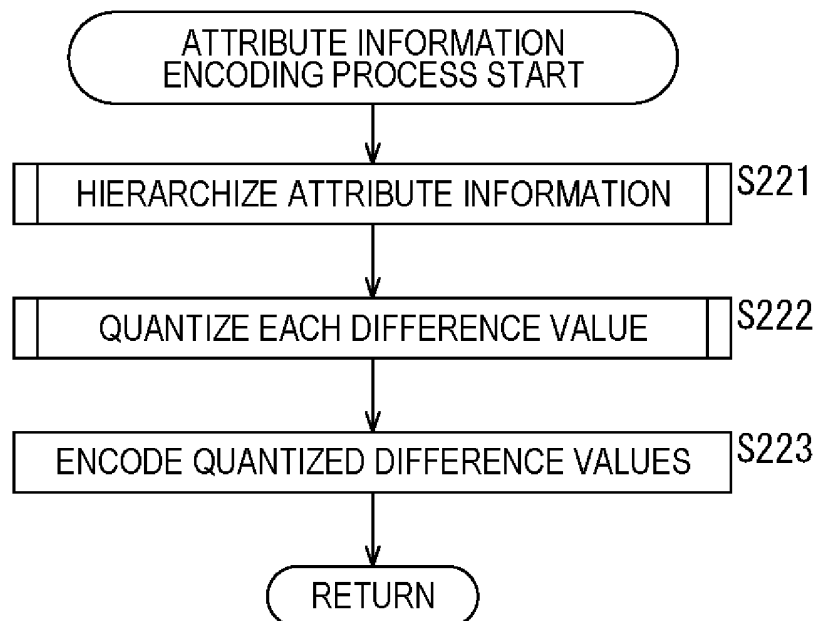 ATTRIBUTE INFORMATION
ENCODING PROCESS START
HIERARCHIZE ATTRIBUTE INFORMATION
S221
QUANTIZE EACH DIFFERENCE VALUE
S222
ENCODE QUANTIZED DIFFERENCE VALUES
S223
RETURN